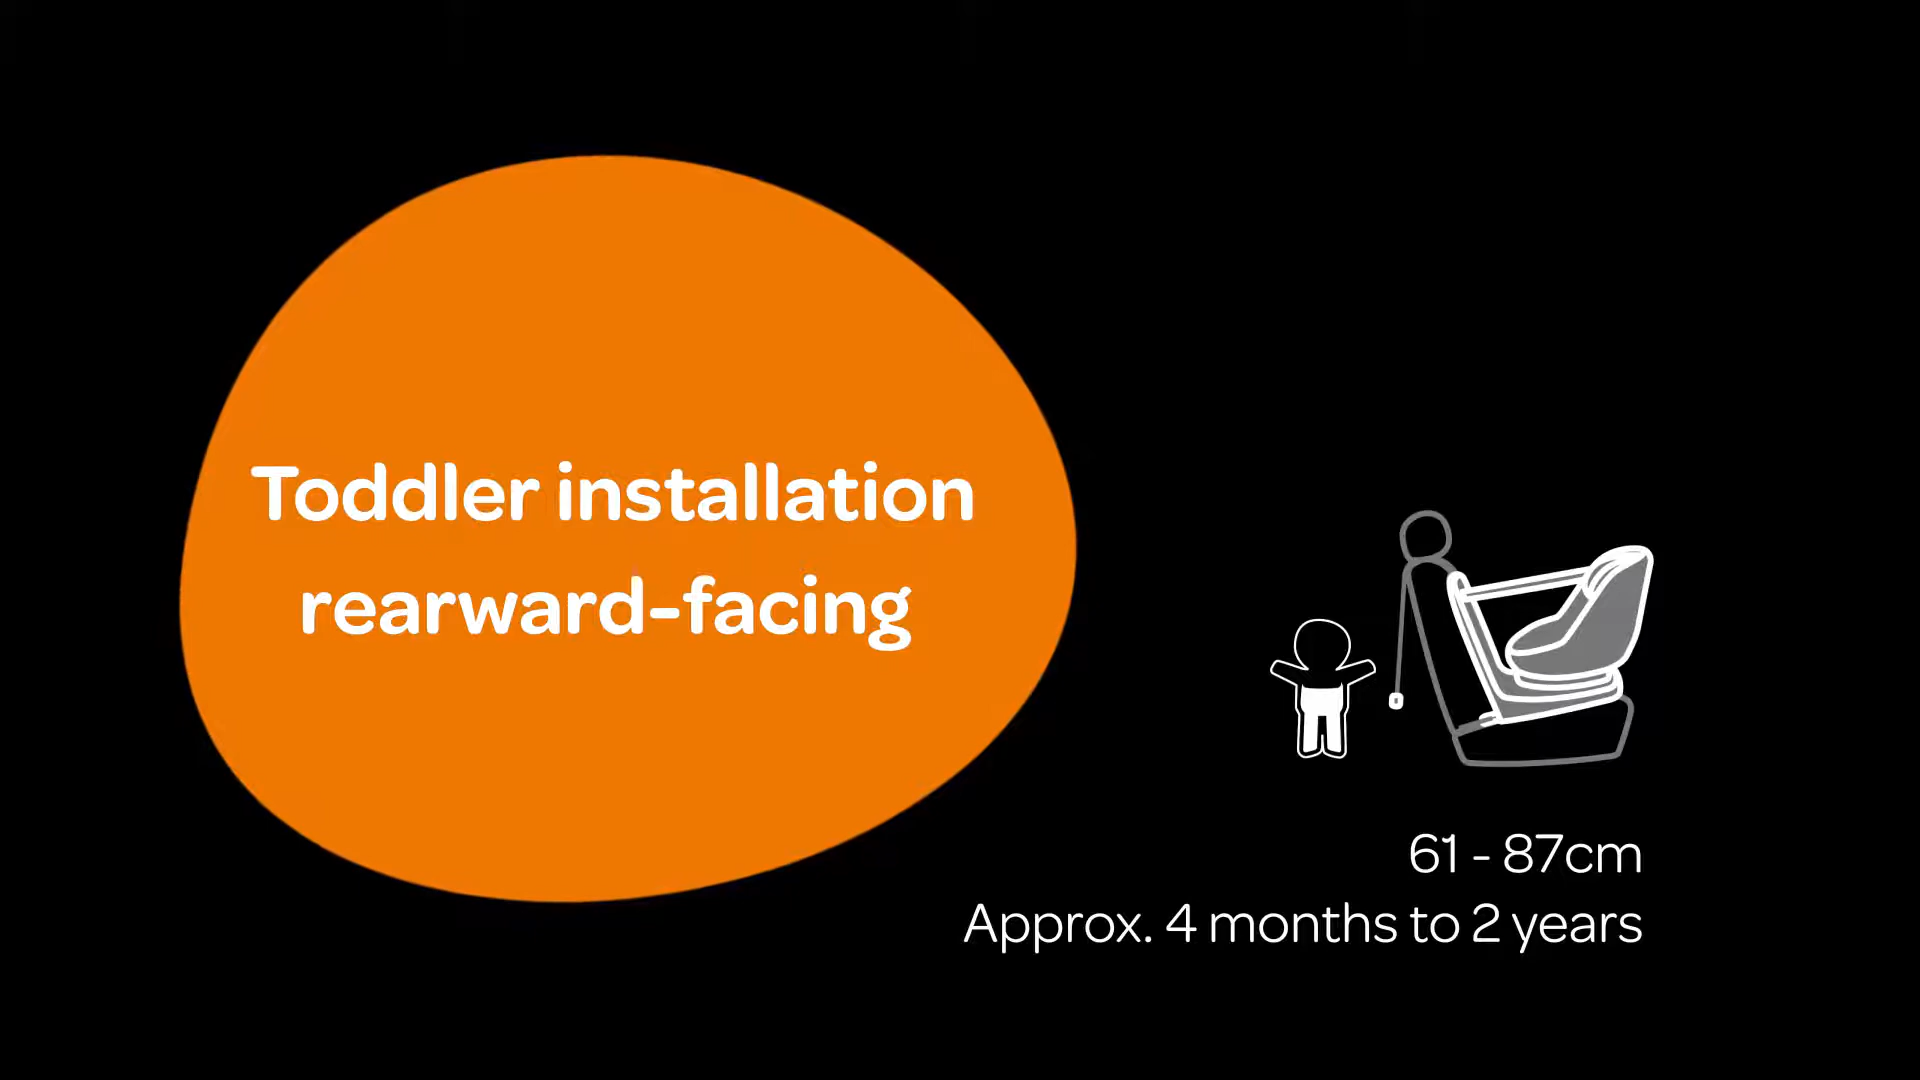 Toddler installation
rearward-facing
61 - 87cm
Approx. 4 months to 2 years